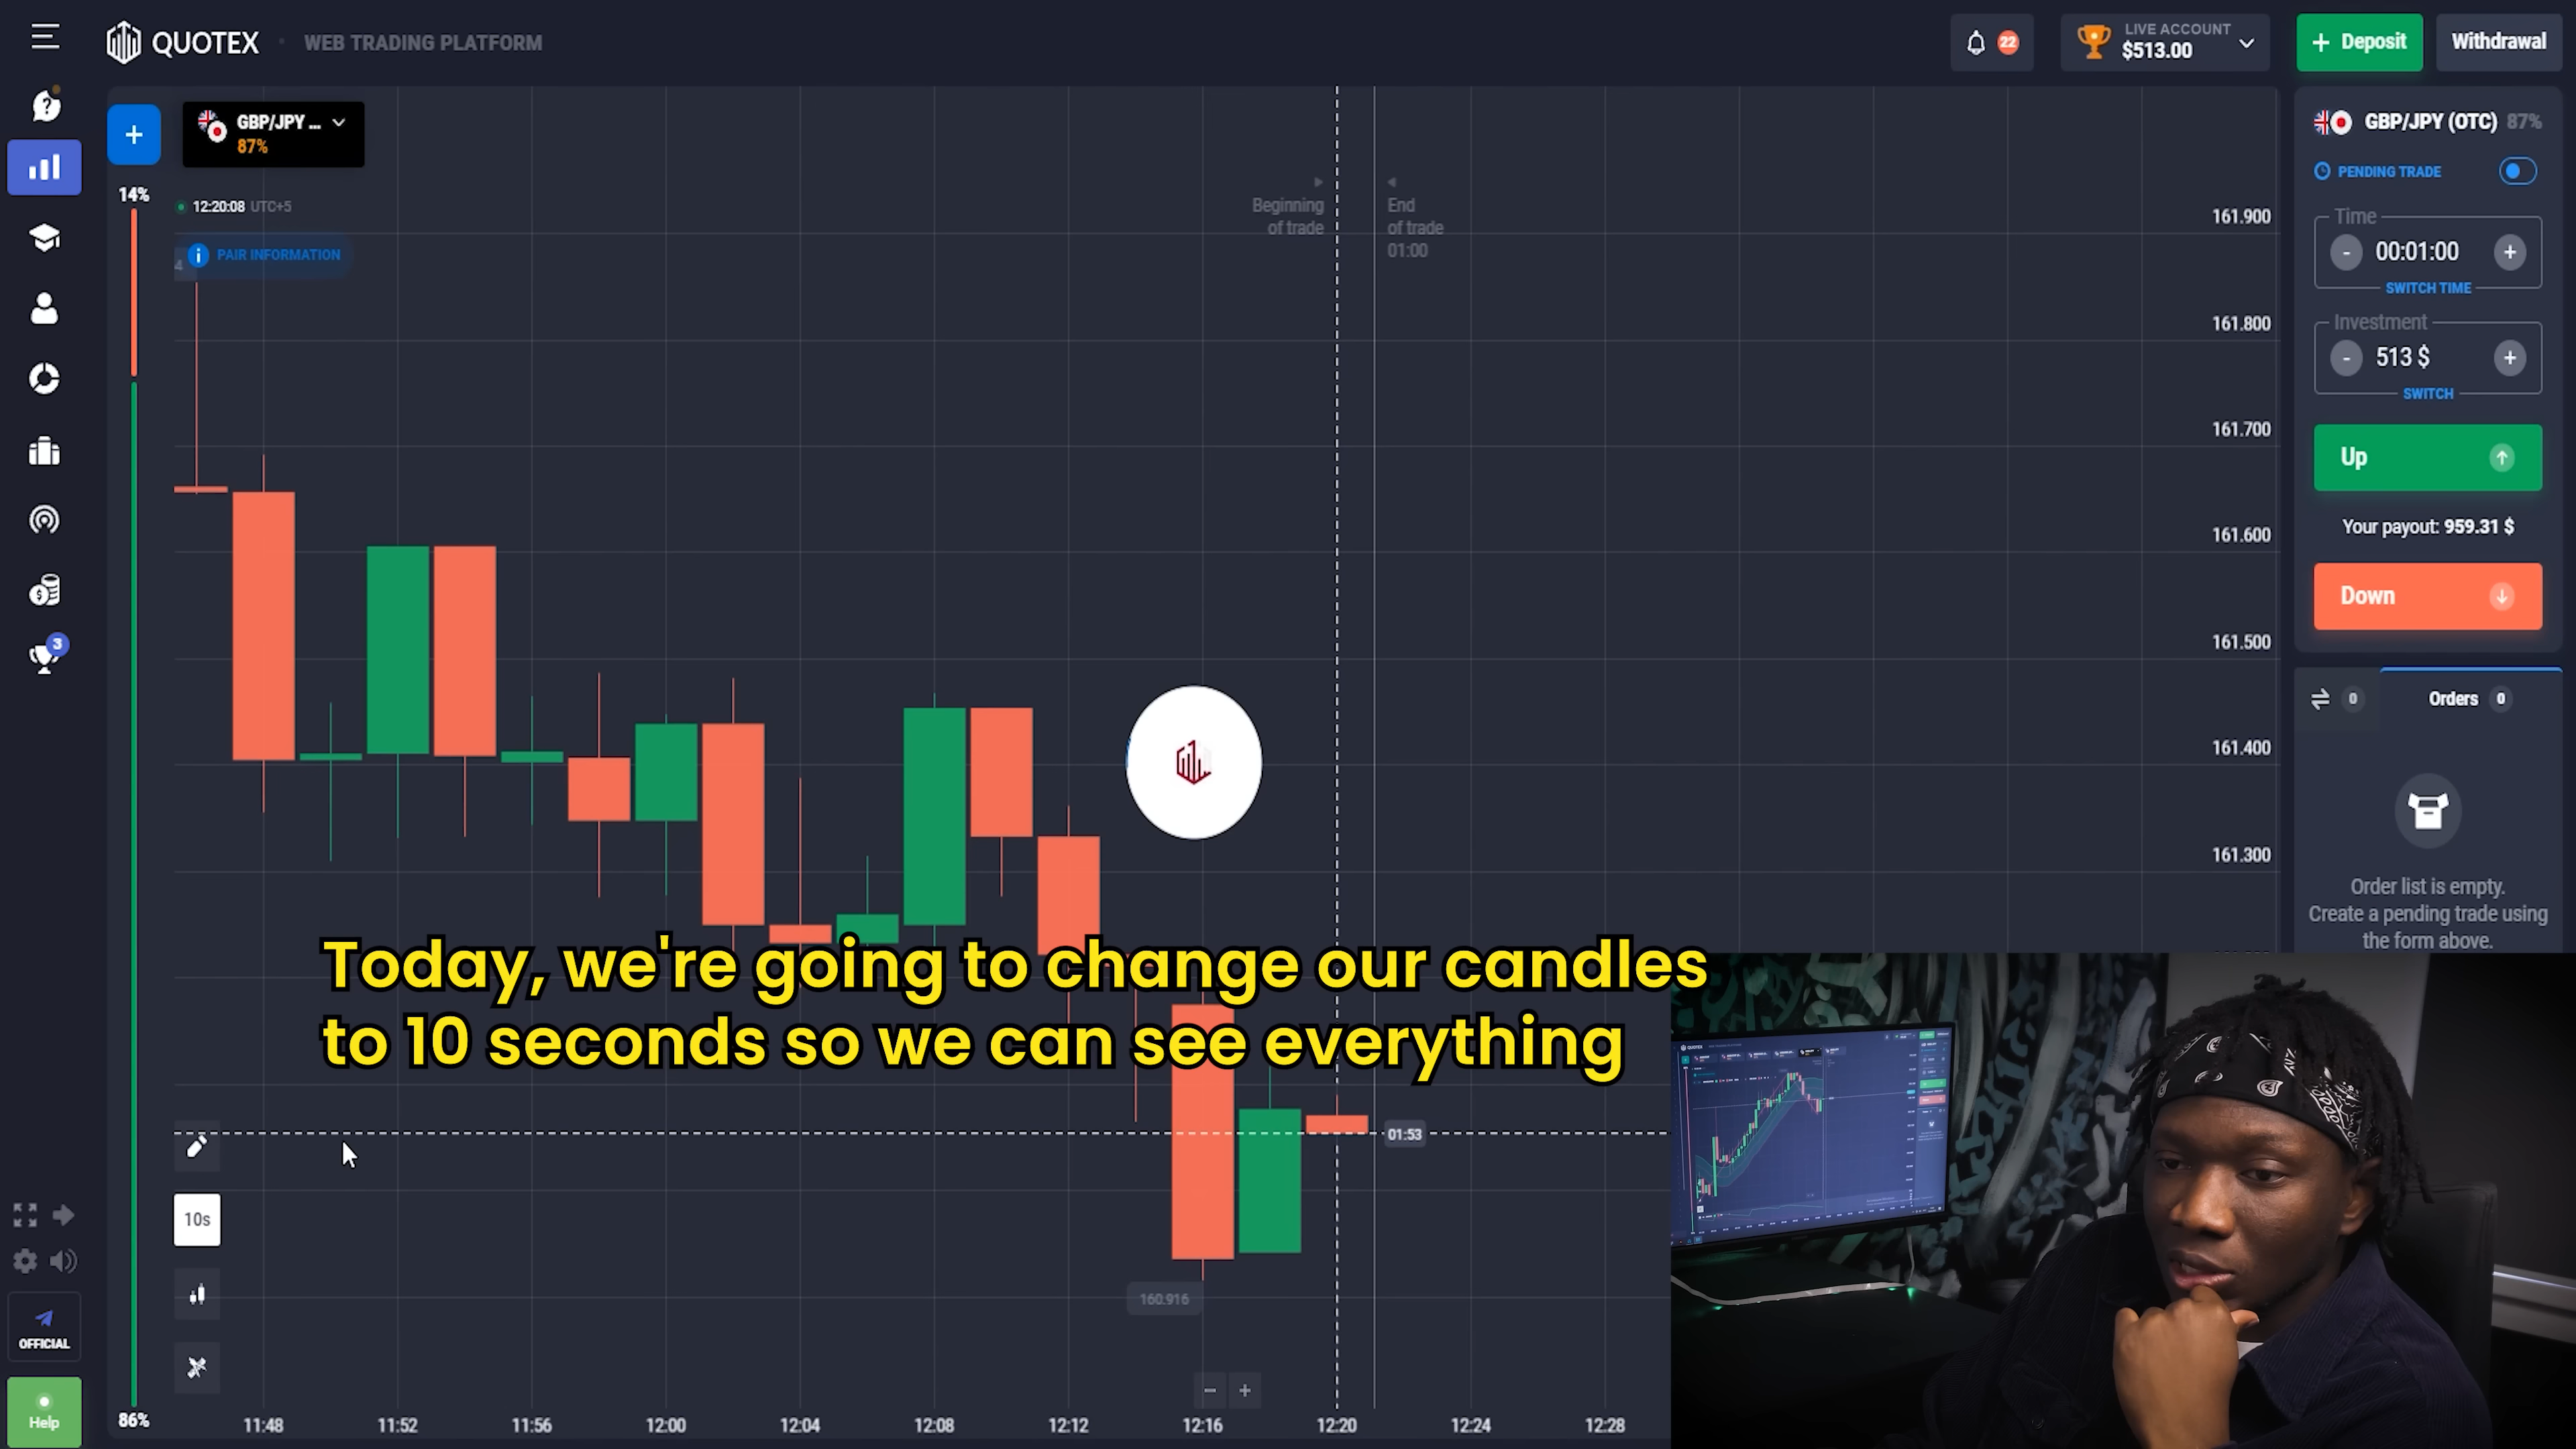 QUOTEX
WEB TRADING PLATFORM
22
LIVE ACCOUNT
$513.00
+ Deposit
Withdrawal
+
GBP/JPY ...
87%
14%
12:20:08 UTC+5
PAIR INFORMATION
4
Beginning
of trade
End
of trade
01:00
161.900
161.800
161.700
161.600
161.500
161.400
161.300
GBP/JPY (OTC) 87%
PENDING TRADE
Time
- 00:01:00 +
SWITCH TIME
Investment
- 513 $ +
SWITCH
Up
Your payout: 959.31 $
Down
0
Orders 0
Order list is empty.
Create a pending trade using
the form above.
3
Today, we're going to change our candles
to 10 seconds so we can see everything
01:53
10s
160.916
OFFICIAL
Help
86%
- +
11:48 11:52 11:56 12:00 12:04 12:08 12:12 12:16 12:20 12:24 12:28